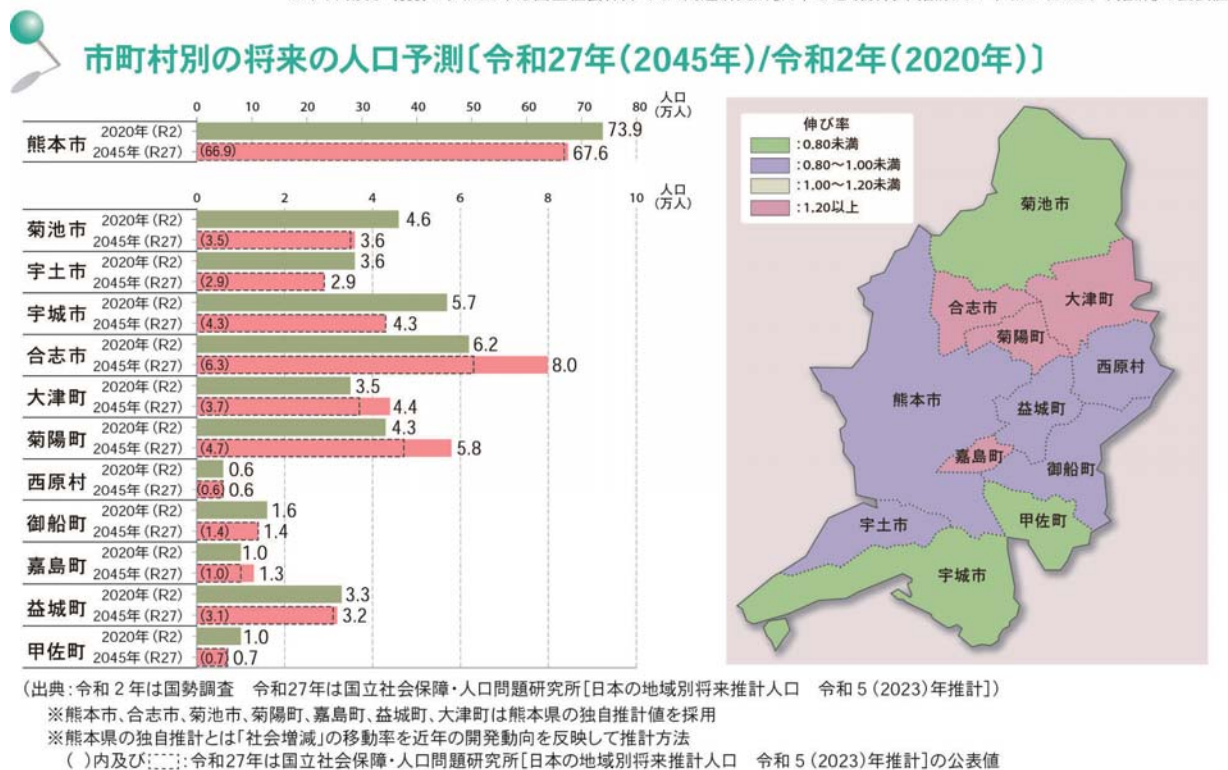 市町村別の将来の人口予測〔令和27年(2045年)/令和2年(2020年)〕
0 10 20 30 40 50 60 70 80 人口(万人)
熊本市
2020年(R2) 73.9
2045年(R27) (66.9) 67.6
0 2 4 6 8 10 人口(万人)
菊池市
2020年(R2) 4.6
2045年(R27) (3.5) 3.6
宇土市
2020年(R2) 3.6
2045年(R27) (2.9) 2.9
宇城市
2020年(R2) 5.7
2045年(R27) (4.3) 4.3
合志市
2020年(R2) 6.2
2045年(R27) (6.3) 8.0
大津町
2020年(R2) 3.5
2045年(R27) (3.7) 4.4
菊陽町
2020年(R2) 4.3
2045年(R27) (4.7) 5.8
西原村
2020年(R2) 0.6
2045年(R27) (0.6) 0.6
御船町
2020年(R2) 1.6
2045年(R27) (1.4) 1.4
嘉島町
2020年(R2) 1.0
2045年(R27) (1.0) 1.3
益城町
2020年(R2) 3.3
2045年(R27) (3.1) 3.2
甲佐町
2020年(R2) 1.0
2045年(R27) (0.7) 0.7
伸び率
:0.80未満
:0.80～1.00未満
:1.00～1.20未満
:1.20以上
菊池市
大津町
合志市
菊陽町
西原村
熊本市
益城町
嘉島町
御船町
宇土市
甲佐町
宇城市
(出典:令和2年は国勢調査 令和27年は国立社会保障・人口問題研究所[日本の地域別将来推計人口 令和5(2023)年推計])
※熊本市、合志市、菊池市、菊陽町、嘉島町、益城町、大津町は熊本県の独自推計値を採用
※熊本県の独自推計とは「社会増減」の移動率を近年の開発動向を反映して推計方法
( )内及び :令和27年は国立社会保障・人口問題研究所[日本の地域別将来推計人口 令和5(2023)年推計]の公表値